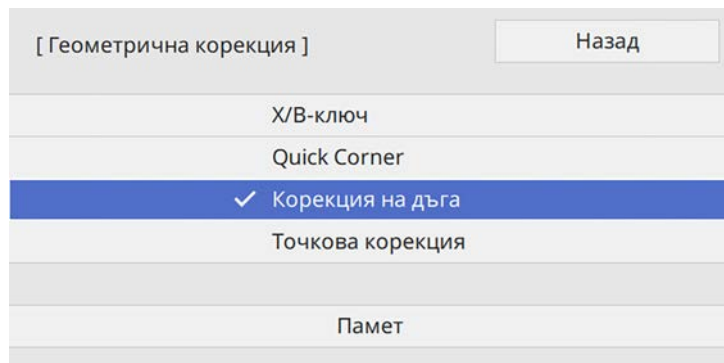 [ Геометрична корекция ]
Назад
Х/В-ключ
Quick Corner
Корекция на дъга
Точкова корекция
Памет